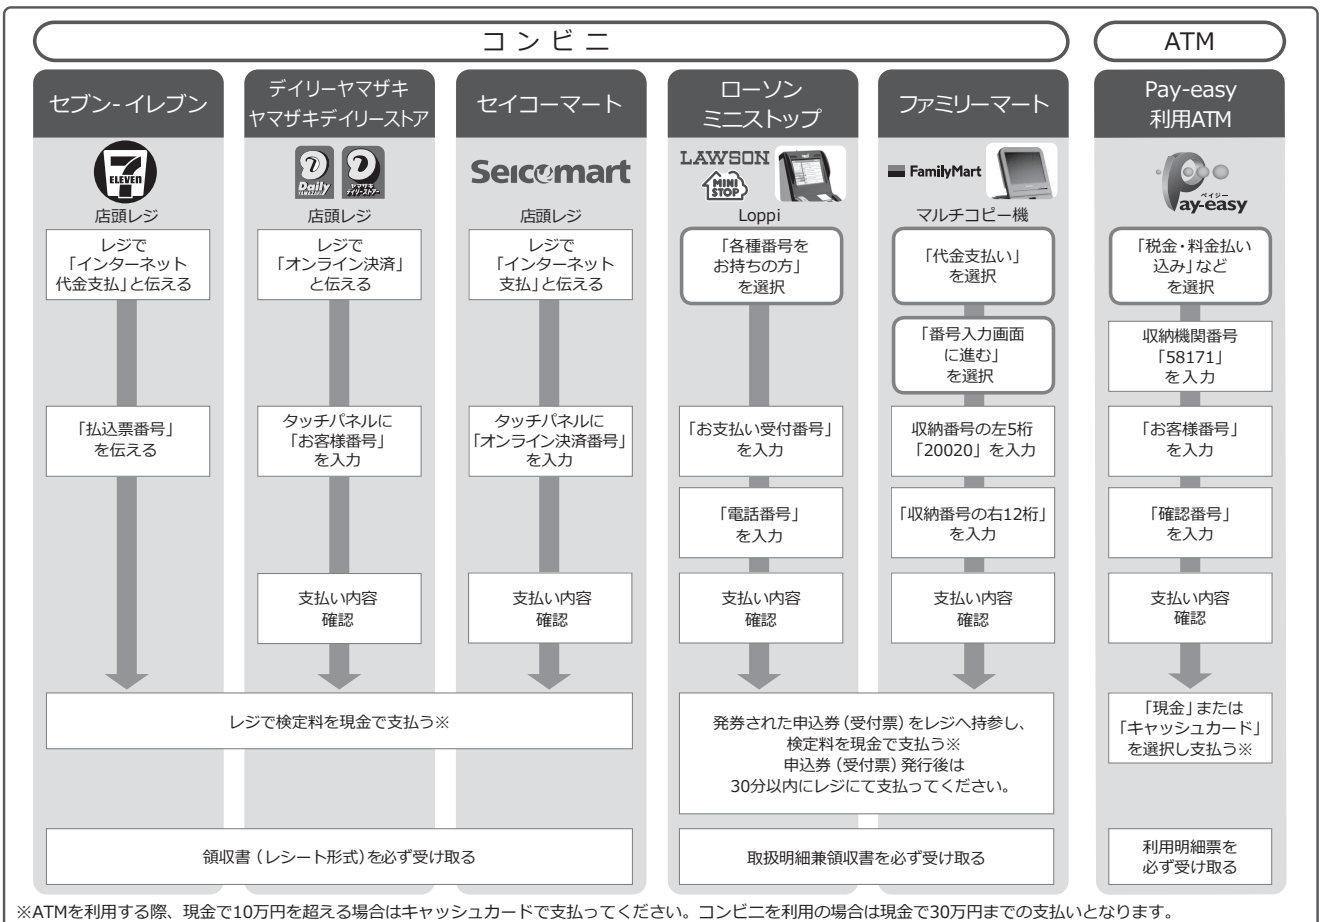 コンビニ
ATM
セブン-イレブン
デイリーヤマザキ
ヤマザキデイリーストア
セイコーマート
ローソン
ミニストップ
ファミリーマート
Pay-easy
利用ATM
7
ELEVEN
店頭レジ
Daily
YAMAZAKI
ヤマザキ
デイリーストアー
店頭レジ
Seicomart
店頭レジ
LAWSON
MINI
STOP
Loppi
FamilyMart
マルチコピー機
ペイジー
Pay-easy
レジで
「インターネット
代金支払」と伝える
レジで
「オンライン決済」
と伝える
レジで
「インターネット
支払」と伝える
「各種番号を
お持ちの方」
を選択
「代金支払い」
を選択
「税金・料金払い
込み」など
を選択
「番号入力画面
に進む」
を選択
収納機関番号
「58171」
を入力
「払込票番号」
を伝える
タッチパネルに
「お客様番号」
を入力
タッチパネルに
「オンライン決済番号」
を入力
「お支払い受付番号」
を入力
収納番号の左5桁
「20020」を入力
「お客様番号」
を入力
「電話番号」
を入力
「収納番号の右12桁」
を入力
「確認番号」
を入力
支払い内容
確認
支払い内容
確認
支払い内容
確認
支払い内容
確認
支払い内容
確認
レジで検定料を現金で支払う※
発券された申込券（受付票）をレジへ持参し、
検定料を現金で支払う※
申込券（受付票）発行後は
30分以内にレジにて支払ってください。
「現金」または
「キャッシュカード」
を選択し支払う※
領収書（レシート形式）を必ず受け取る
取扱明細兼領収書を必ず受け取る
利用明細票を
必ず受け取る
※ATMを利用する際、現金で10万円を超える場合はキャッシュカードで支払ってください。コンビニを利用の場合は現金で30万円までの支払いとなります。